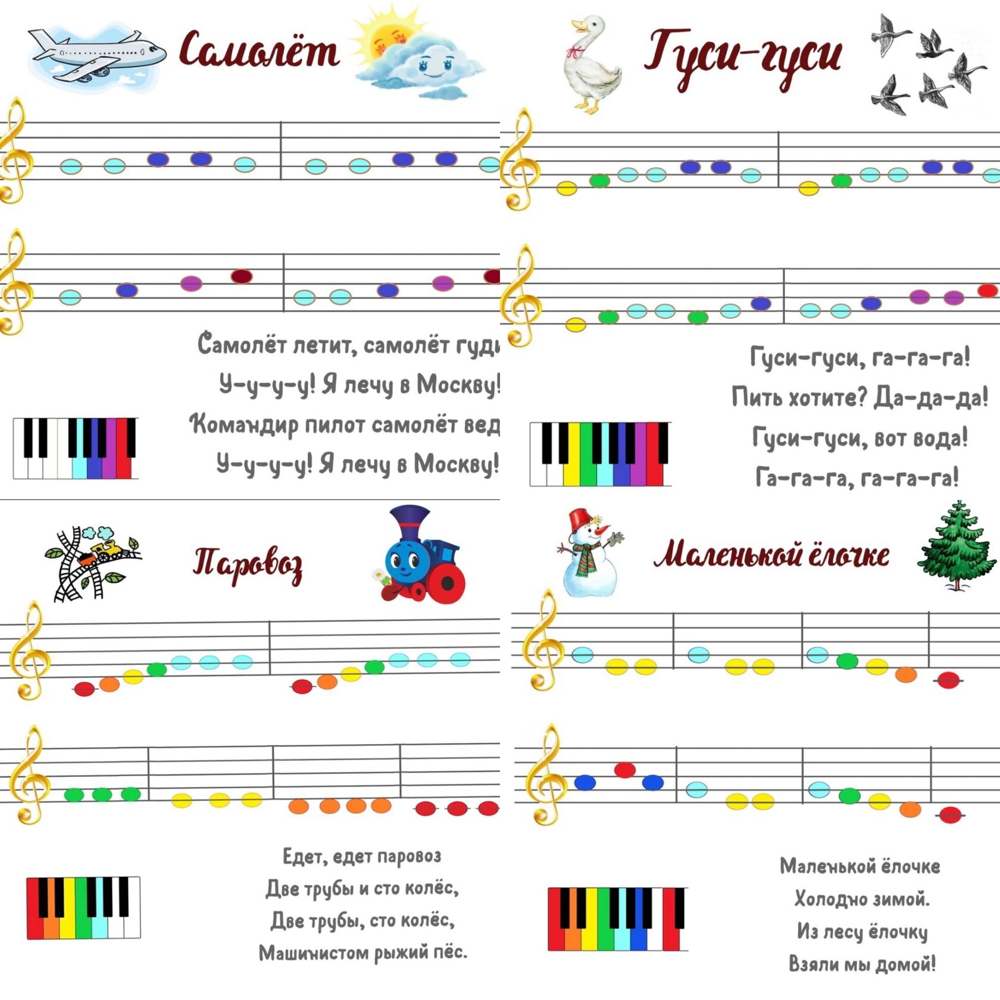 Самолёт
Самолёт летит, самолёт гуди
У-у-у-у! Я лечу в Москву!
Командир пилот самолёт вед
У-у-у-у! Я лечу в Москву!
Гуси-гуси
Гуси-гуси, га-га-га!
Пить хотите? Да-да-да!
Гуси-гуси, вот вода!
Га-га-га, га-га-га!
Паровоз
Едет, едет паровоз
Две трубы и сто колёс,
Две трубы, сто колёс,
Машинистом рыжий пёс.
Маленькой ёлочке
Маленькой ёлочке
Холодно зимой.
Из лесу ёлочку
Взяли мы домой!